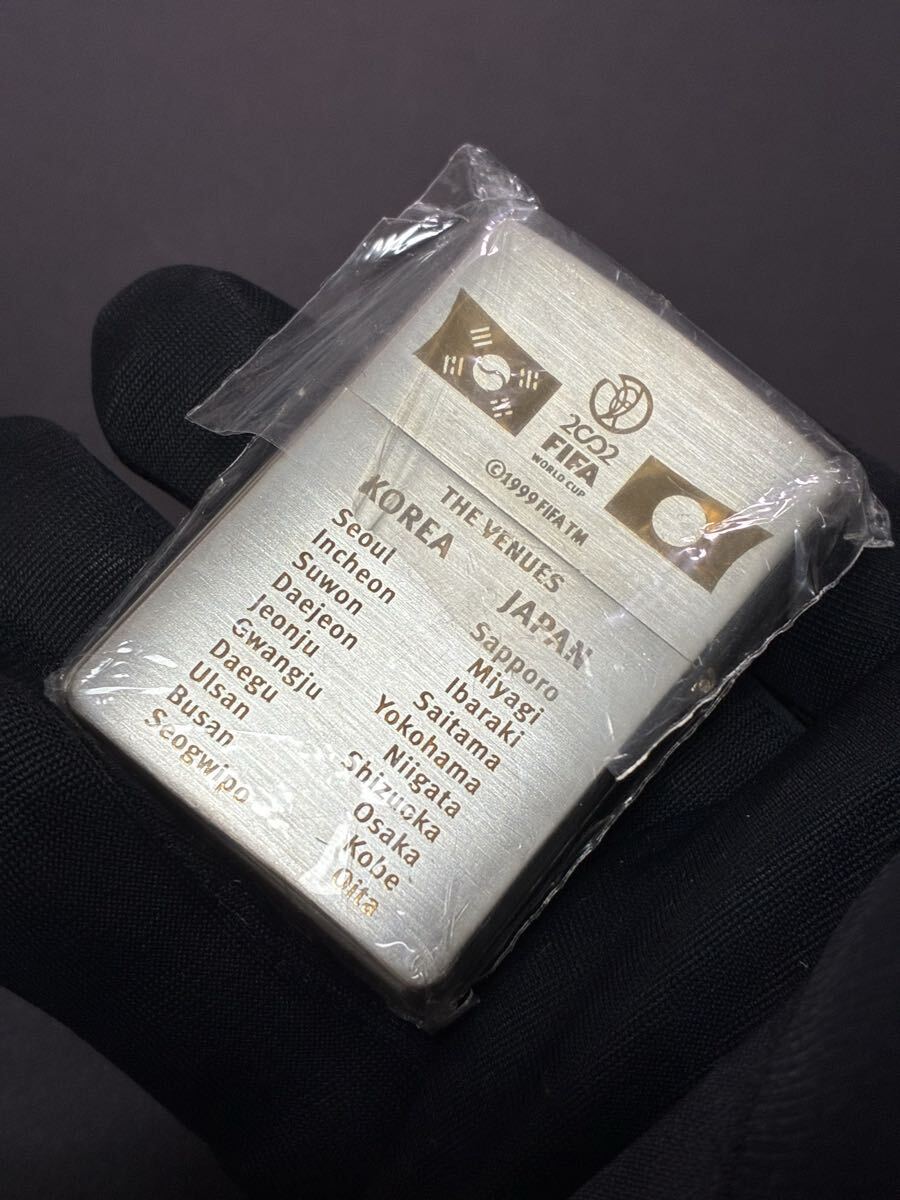 2002
FIFA
WORLD CUP
©1999 FIFA TM
THE VENUES
KOREA
Seoul
Incheon
Suwon
Daejeon
Jeonju
Gwangju
Daegu
Ulsan
Busan
Seogwipo
JAPAN
Sapporo
Miyagi
Ibaraki
Saitama
Yokohama
Niigata
Shizuoka
Osaka
Kobe
Oita